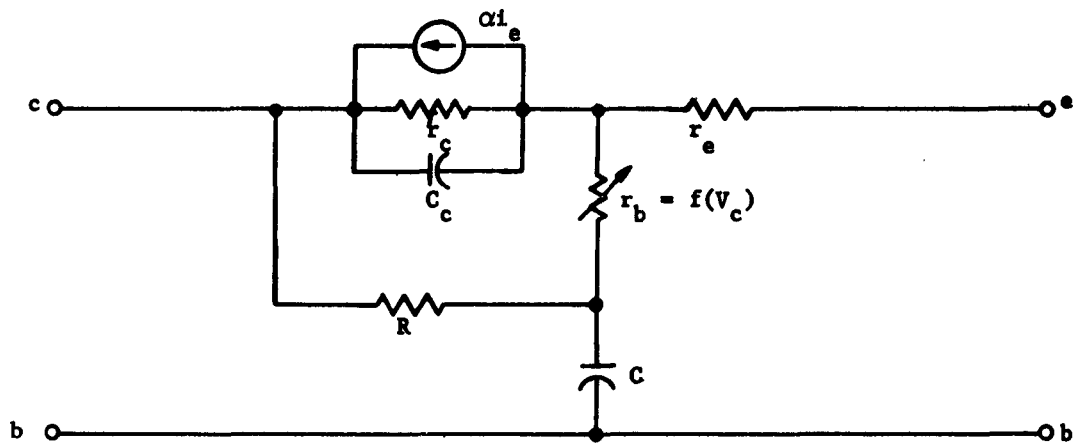 αi_e
c
e
r_c
r_e
C_c
r_b = f(V_c)
R
C
b
b